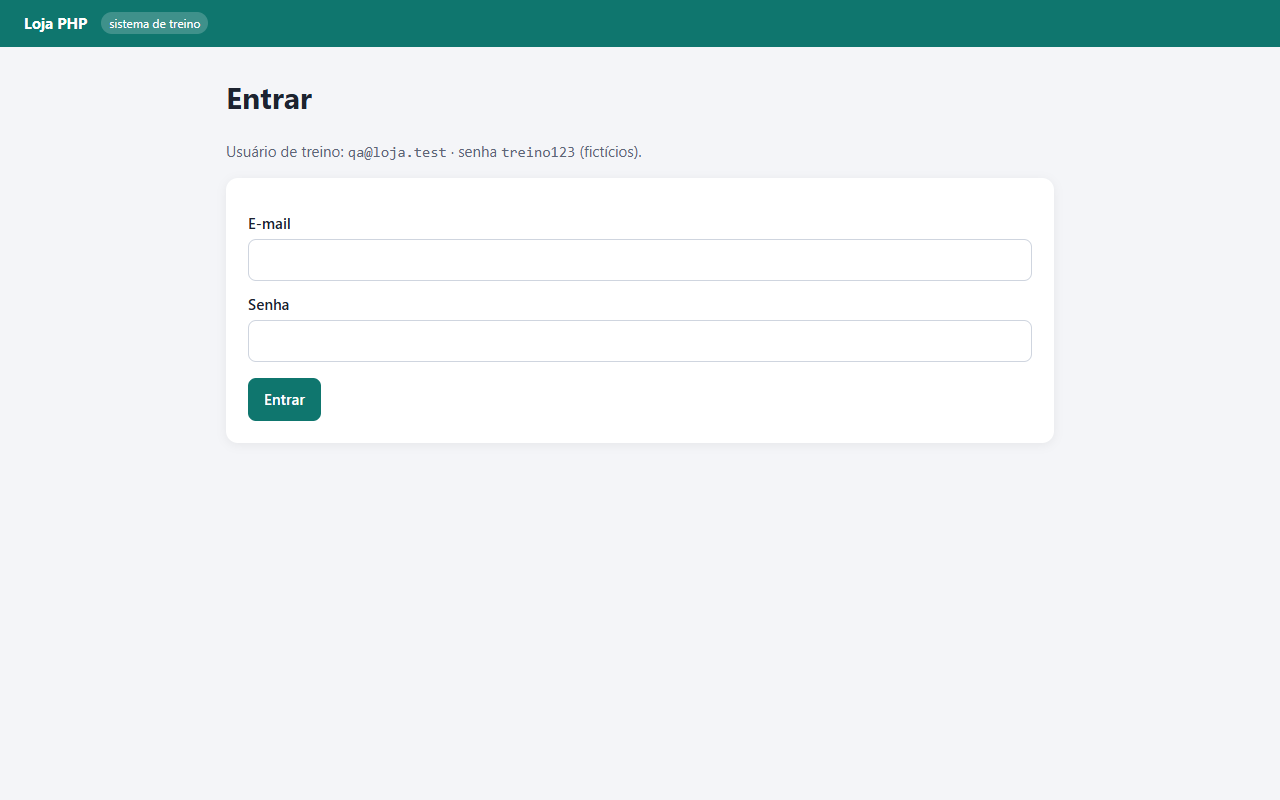 Loja PHP sistema de treino
Entrar
Usuário de treino: qa@loja.test · senha treino123 (fictícios).
E-mail
Senha
Entrar